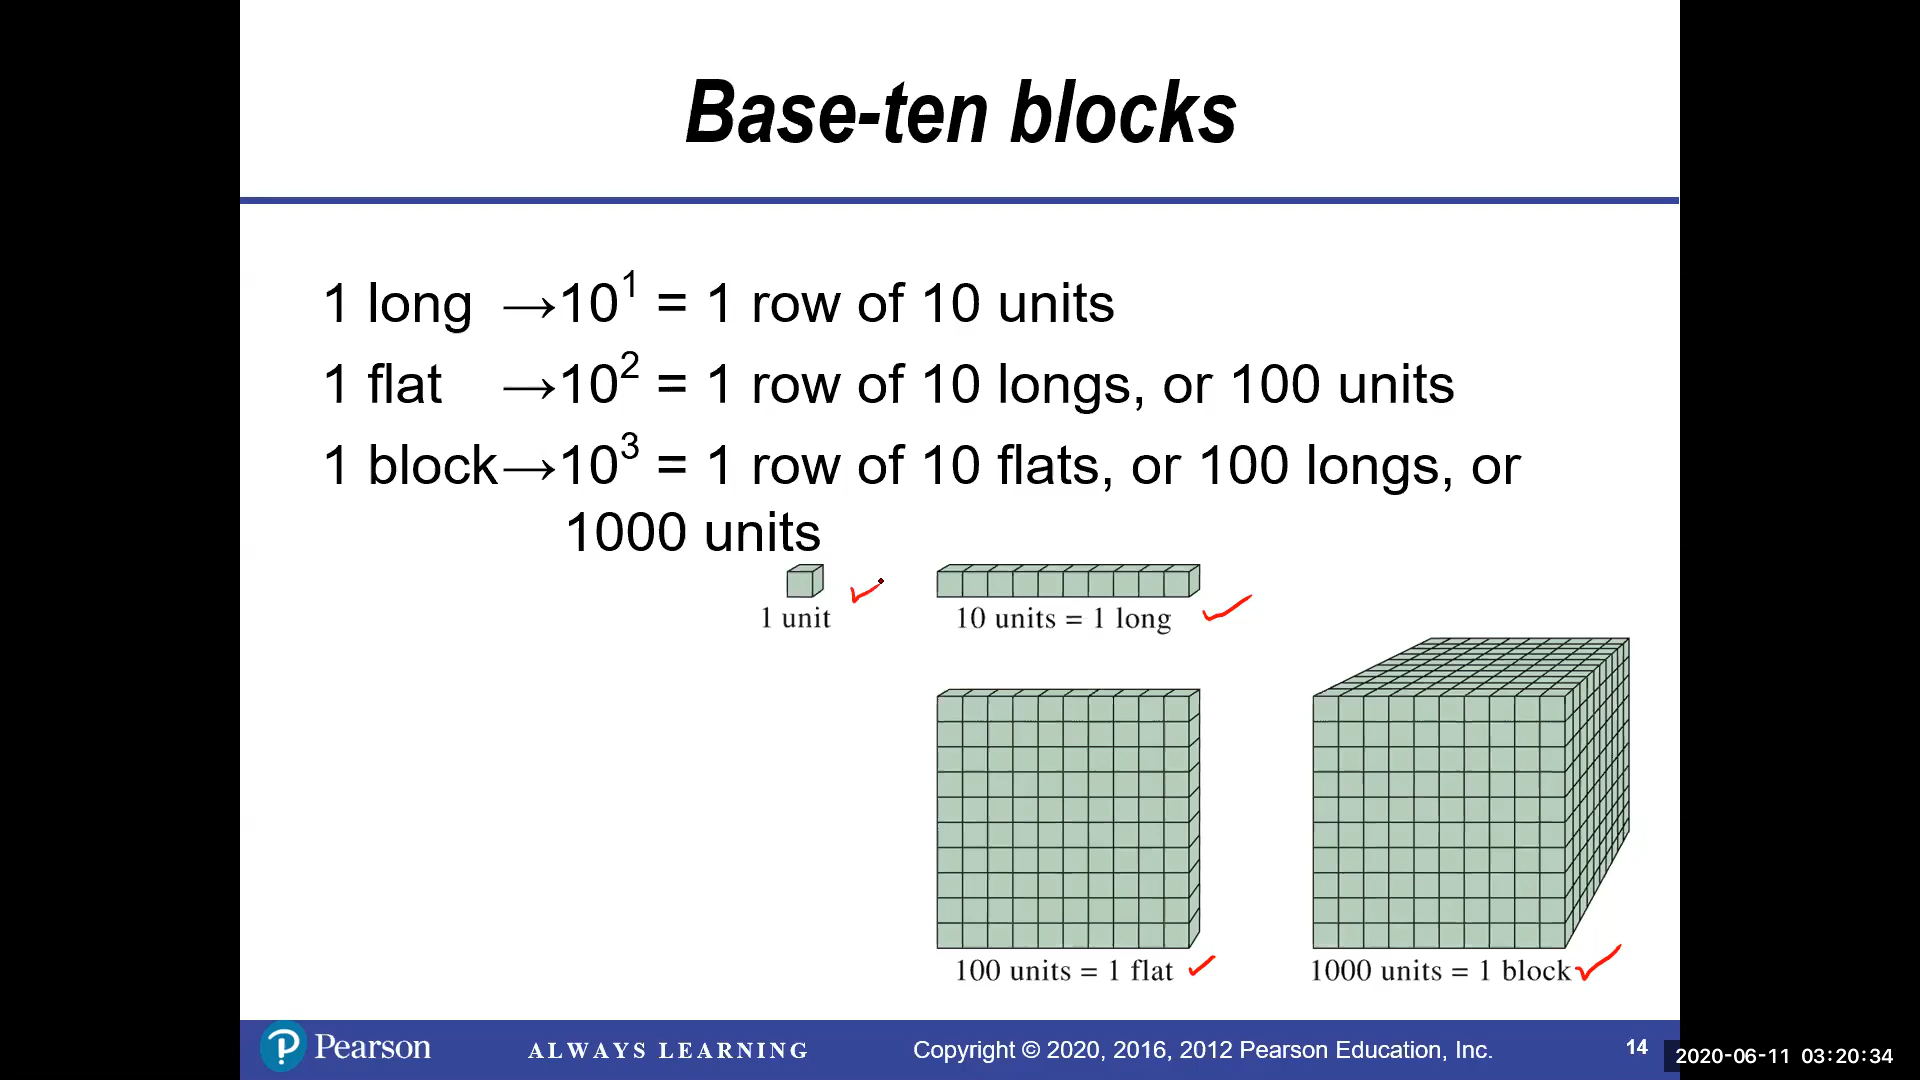 Base-ten blocks
1 long →10¹ = 1 row of 10 units
1 flat →10² = 1 row of 10 longs, or 100 units
1 block→10³ = 1 row of 10 flats, or 100 longs, or
1000 units
1 unit
10 units = 1 long
100 units = 1 flat
1000 units = 1 block
Pearson
ALWAYS LEARNING
Copyright © 2020, 2016, 2012 Pearson Education, Inc.
14
2020-06-11 03:20:34